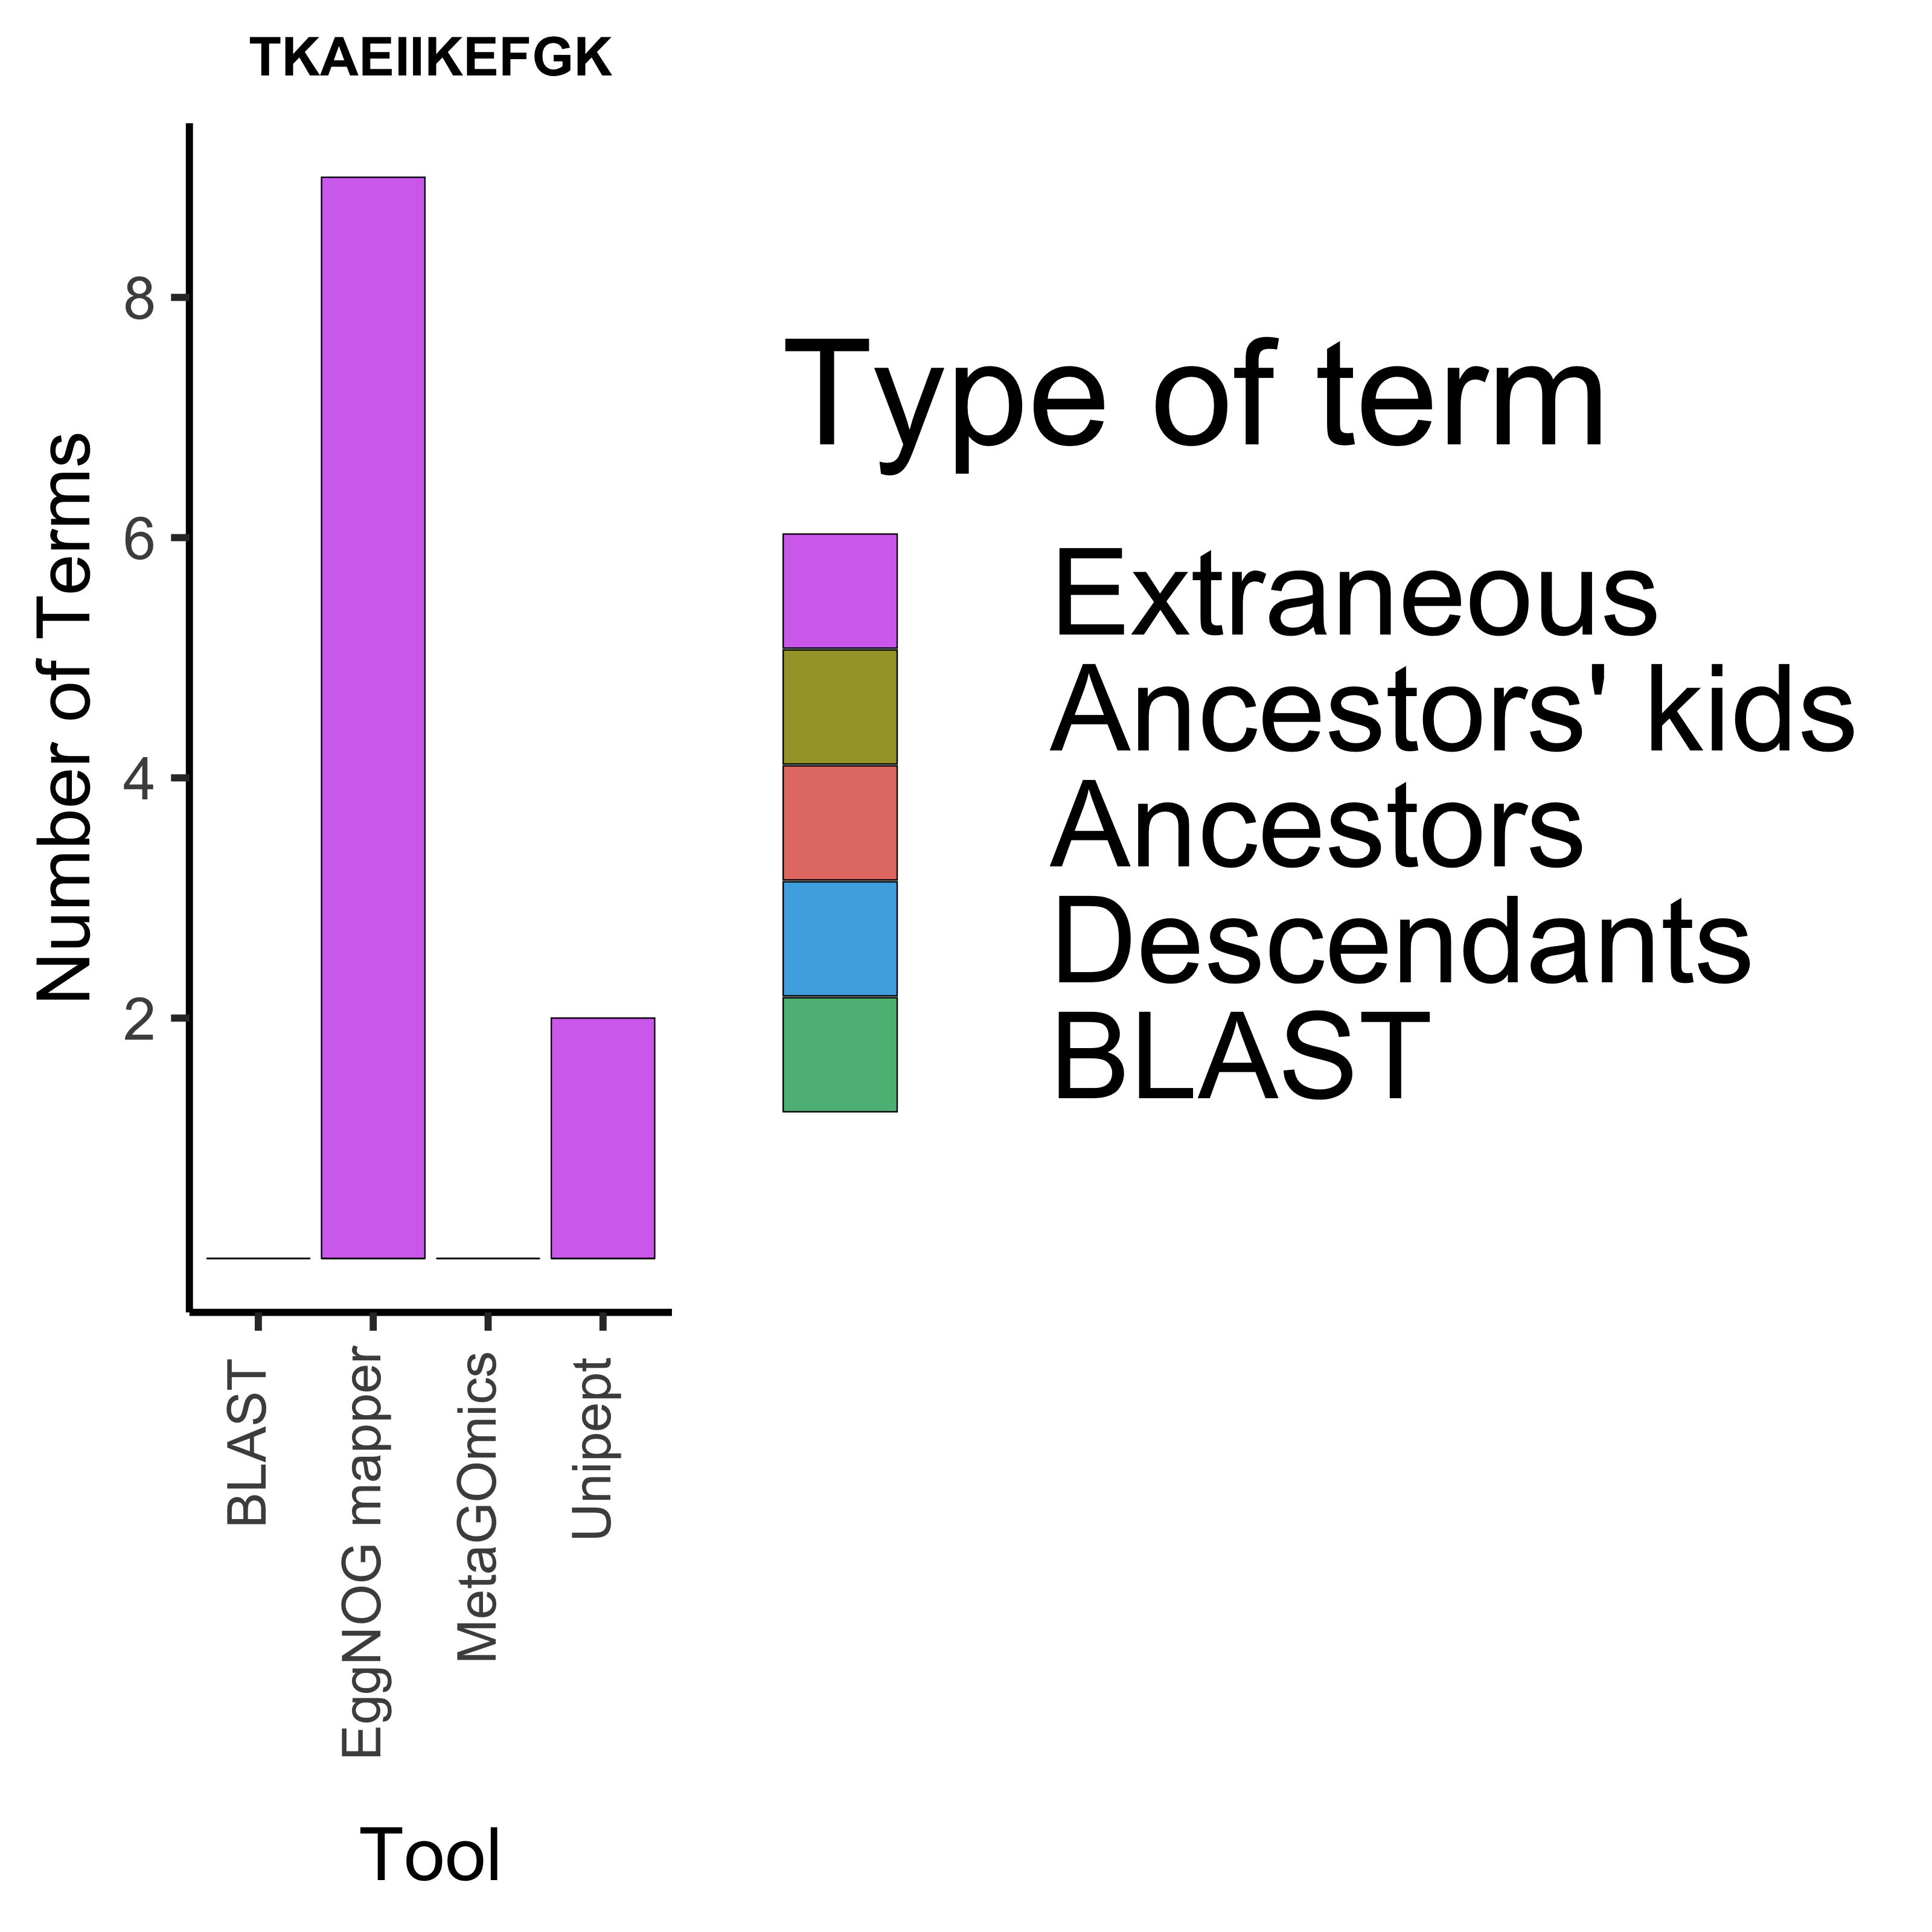 TKAEIIKEFGK
Number of Terms
8
6
4
2
BLAST
EggNOG mapper
MetaGOmics
Unipept
Tool
Type of term
Extraneous
Ancestors' kids
Ancestors
Descendants
BLAST